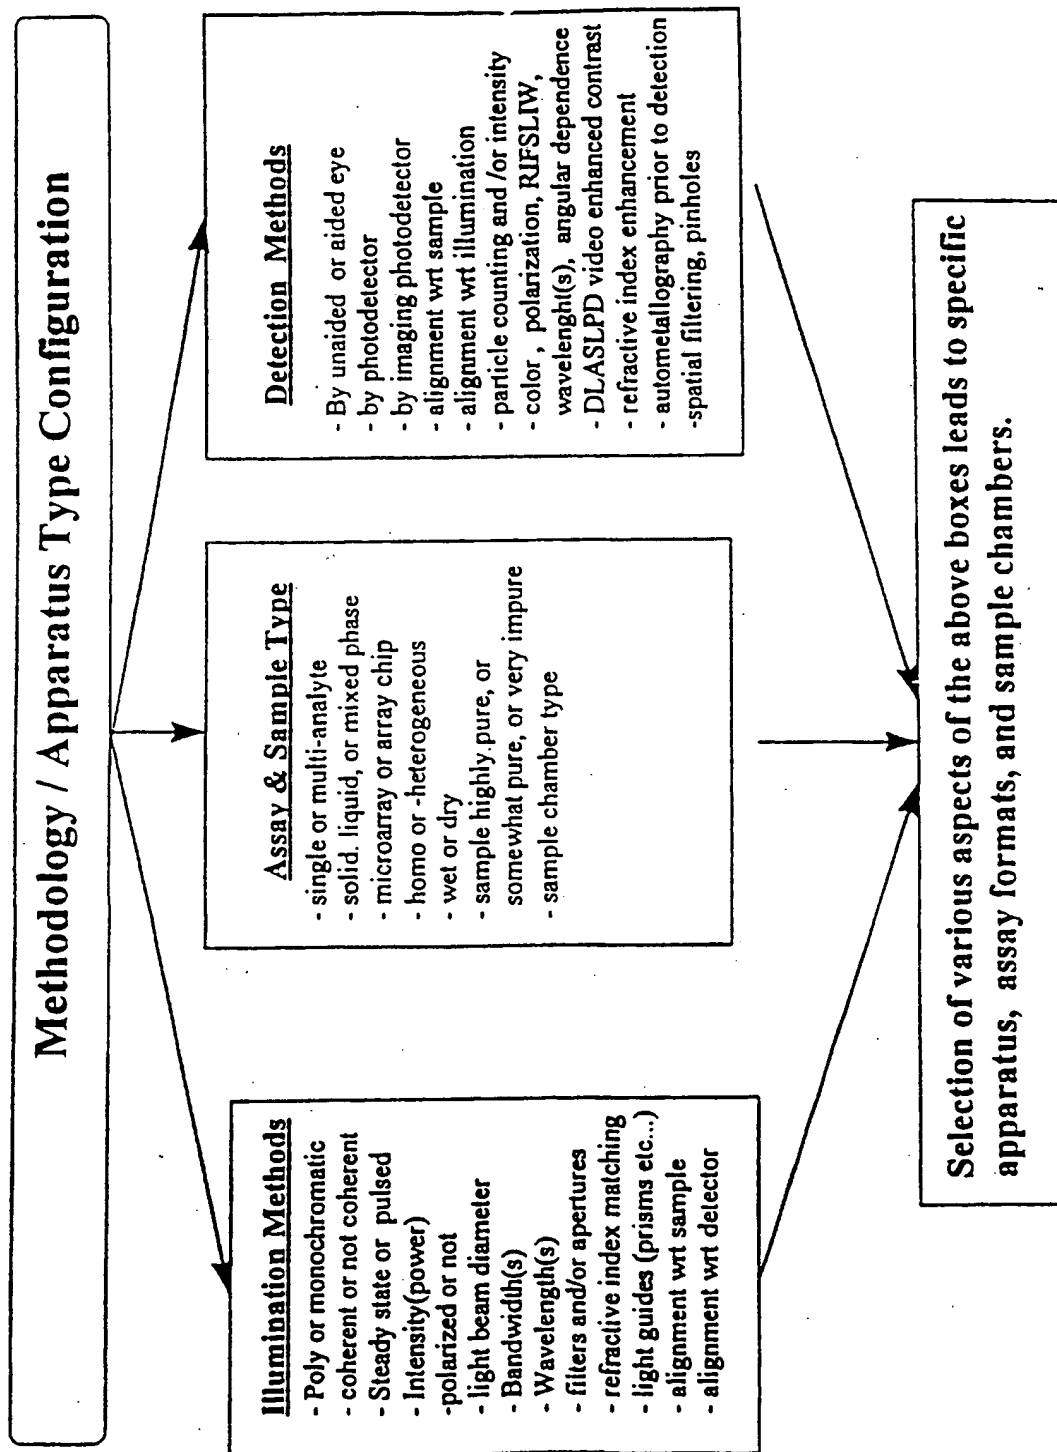 Methodology / Apparatus Type Configuration
Illumination Methods
- Poly or monochromatic
- coherent or not coherent
- Steady state or pulsed
- Intensity(power)
-polarized or not
- light beam diameter
- Bandwidth(s)
- Wavelength(s)
- filters and/or apertures
- refractive index matching
- light guides (prisms etc...)
- alignment wrt sample
- alignment wrt detector
Assay & Sample Type
- single or multi-analyte
- solid. liquid, or mixed phase
- microarray or array chip
- homo or -heterogeneous
- wet or dry
- sample highly.pure, or
somewhat pure, or very impure
- sample chamber type
Detection Methods
- By unaided or aided eye
- by photodetector
- by imaging photodetector
- alignment wrt sample
- alignment wrt illumination
- particle counting and /or intensity
- color , polarization, RIFSLIW,
wavelenght(s), angular dependence
- DLASLPD video enhanced contrast
- refractive index enhancement
- autometallography prior to detection
-spatial filtering, pinholes
Selection of various aspects of the above boxes leads to specific
apparatus, assay formats, and sample chambers.